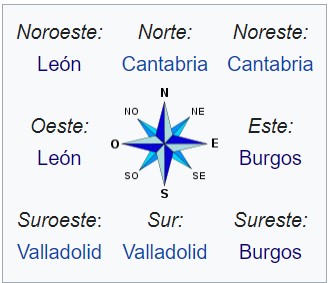 Noroeste: Norte: Noreste:
León Cantabria Cantabria
N
NO NE
Oeste: Este:
O E
León Burgos
SO SE
S
Suroeste: Sur: Sureste:
Valladolid Valladolid Burgos